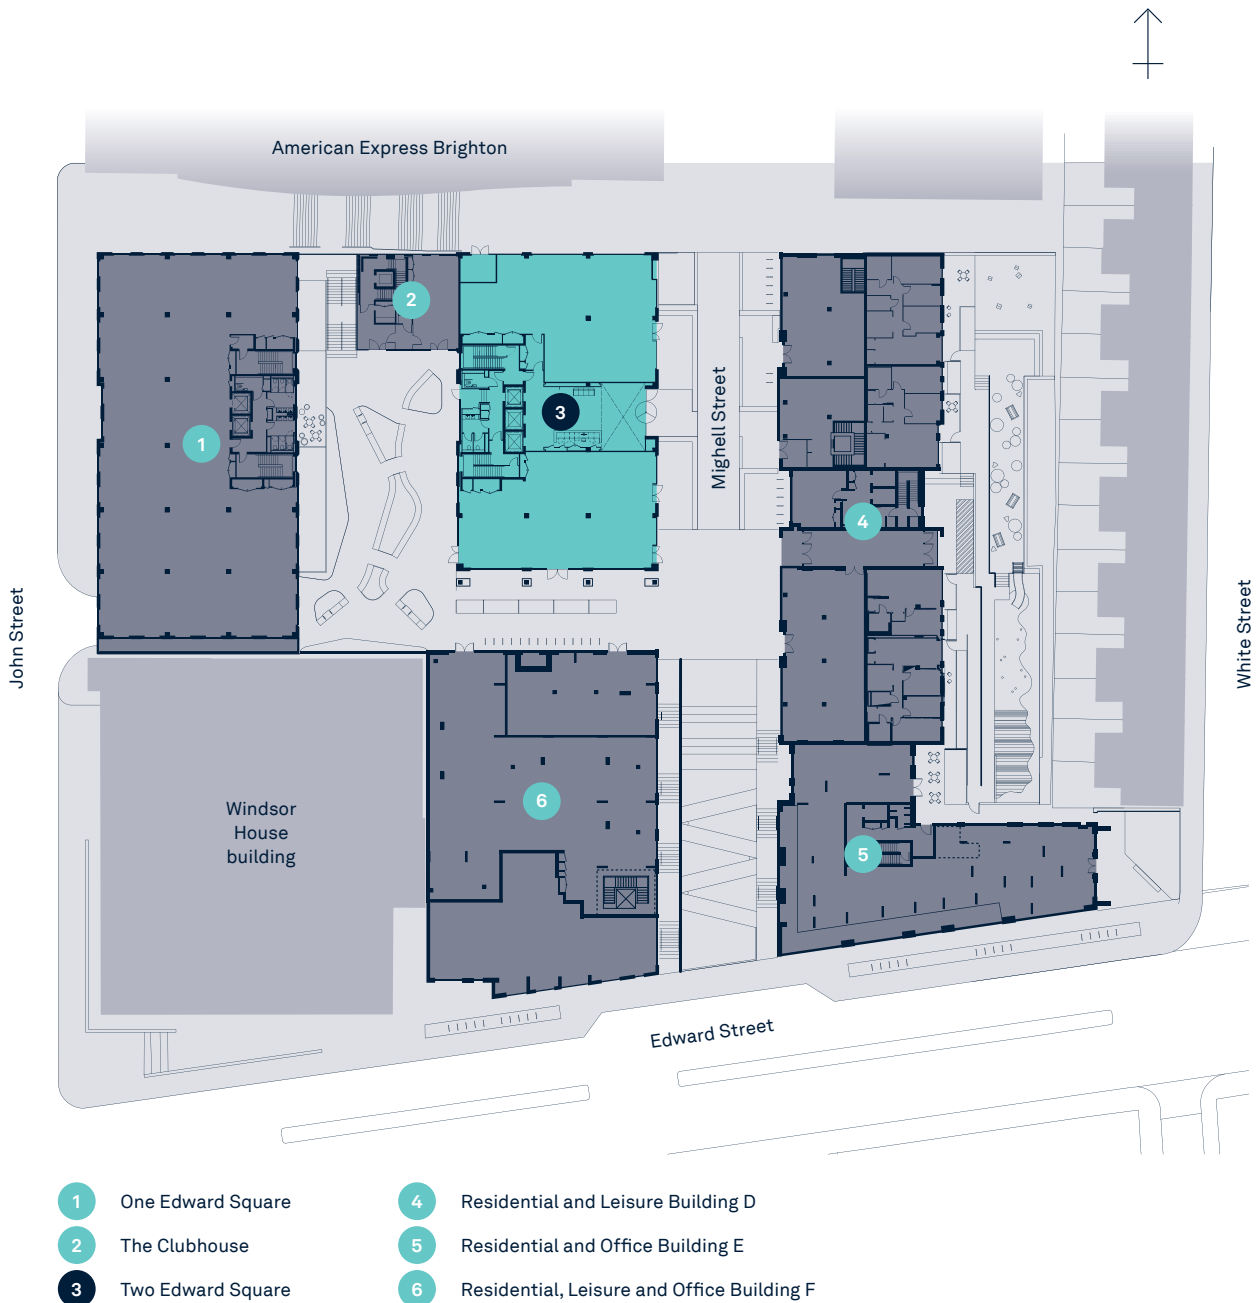 American Express Brighton
2
3
1
Mighell Street
4
John Street
White Street
6
Windsor
House
building
5
Edward Street
1 One Edward Square
2 The Clubhouse
3 Two Edward Square
4 Residential and Leisure Building D
5 Residential and Office Building E
6 Residential, Leisure and Office Building F